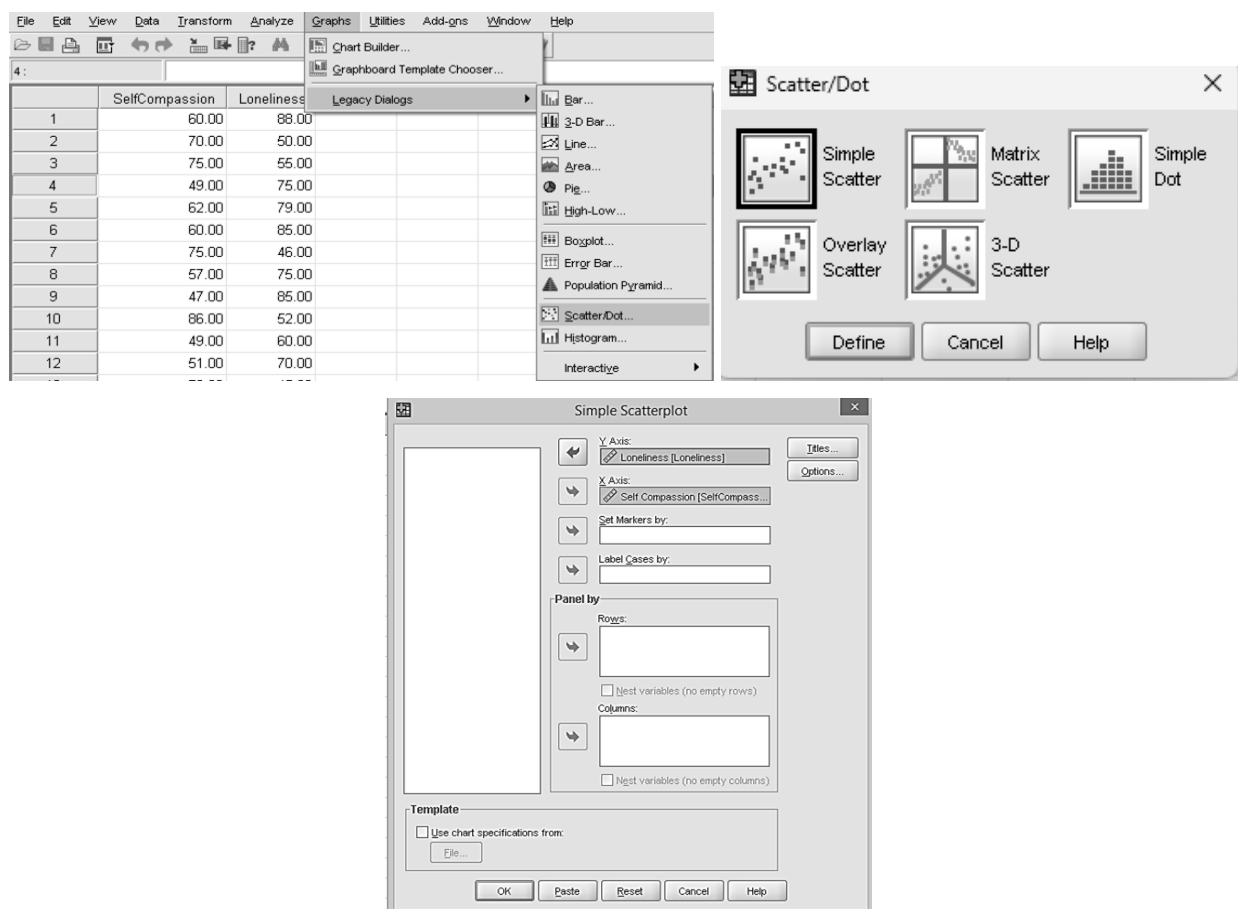 File Edit View Data Transform Analyze Graphs Utilities Add-ons Window Help
Chart Builder...
4 :
Graphboard Template Chooser...
SelfCompassion Loneliness
Legacy Dialogs
1 60.00 88.00
2 70.00 50.00
3 75.00 55.00
4 49.00 75.00
5 62.00 79.00
6 60.00 85.00
7 75.00 46.00
8 57.00 75.00
9 47.00 85.00
10 86.00 52.00
11 49.00 60.00
12 51.00 70.00
Bar...
3-D Bar...
Line...
Area...
Pie...
High-Low...
Boxplot...
Error Bar...
Population Pyramid...
Scatter/Dot...
Histogram...
Interactive
Scatter/Dot
Simple
Scatter
Matrix
Scatter
Simple
Dot
Overlay
Scatter
3-D
Scatter
Define Cancel Help
Simple Scatterplot
Y Axis:
Loneliness [Loneliness]
X Axis:
Self Compassion [SelfCompass...
Set Markers by:
Label Cases by:
Titles...
Options...
Panel by
Rows:
Nest variables (no empty rows)
Columns:
Nest variables (no empty columns)
Template
Use chart specifications from:
File...
OK Paste Reset Cancel Help